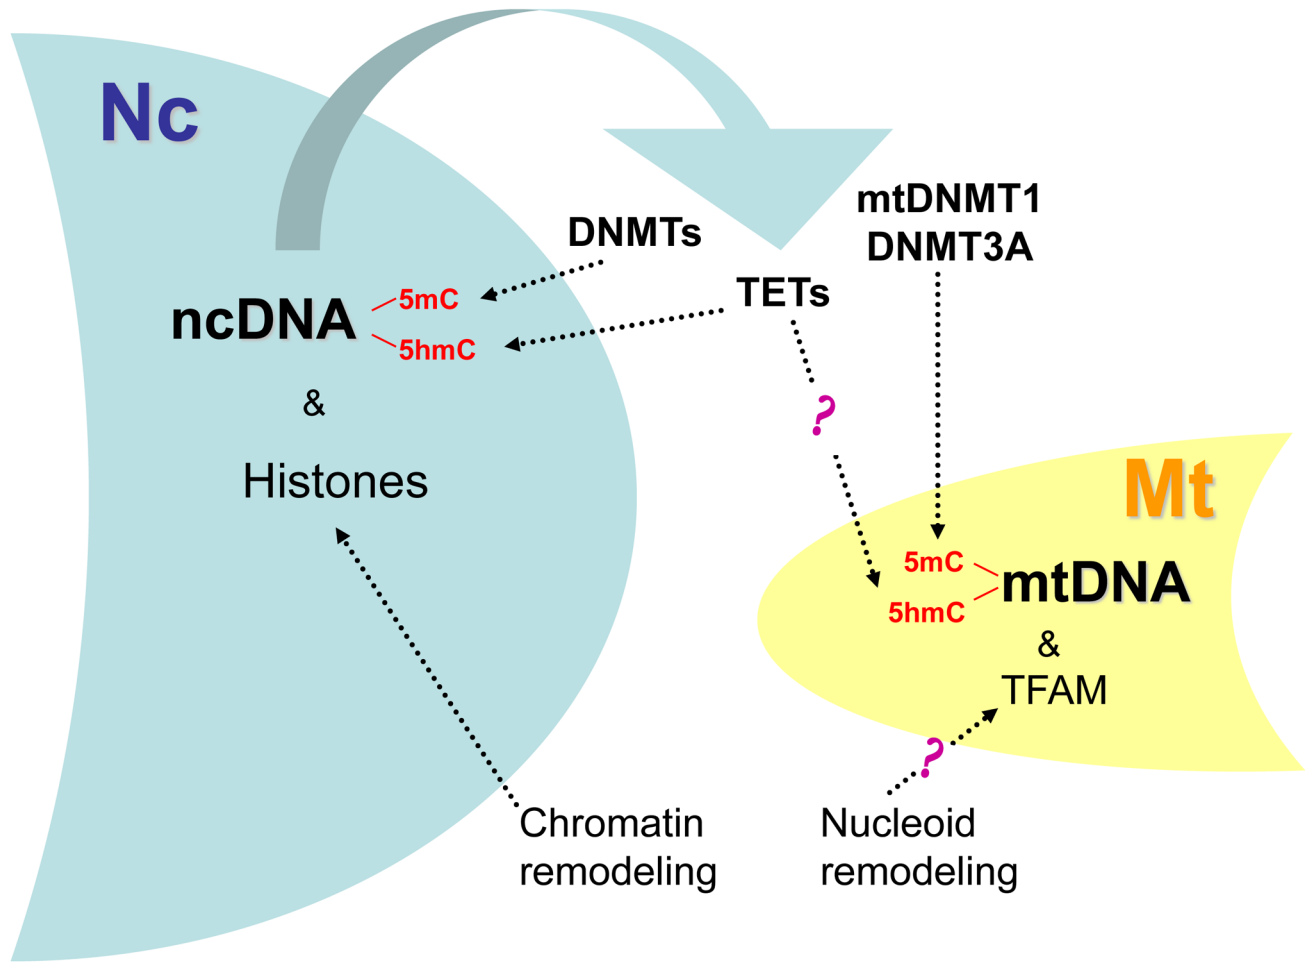 Nc
mtDNMT1
DNMT3A
DNMTs
TETs
ncDNA
5mC
5hmC
&
Histones
?
Mt
5mC
5hmC
mtDNA
&
TFAM
?
Chromatin
remodeling
Nucleoid
remodeling